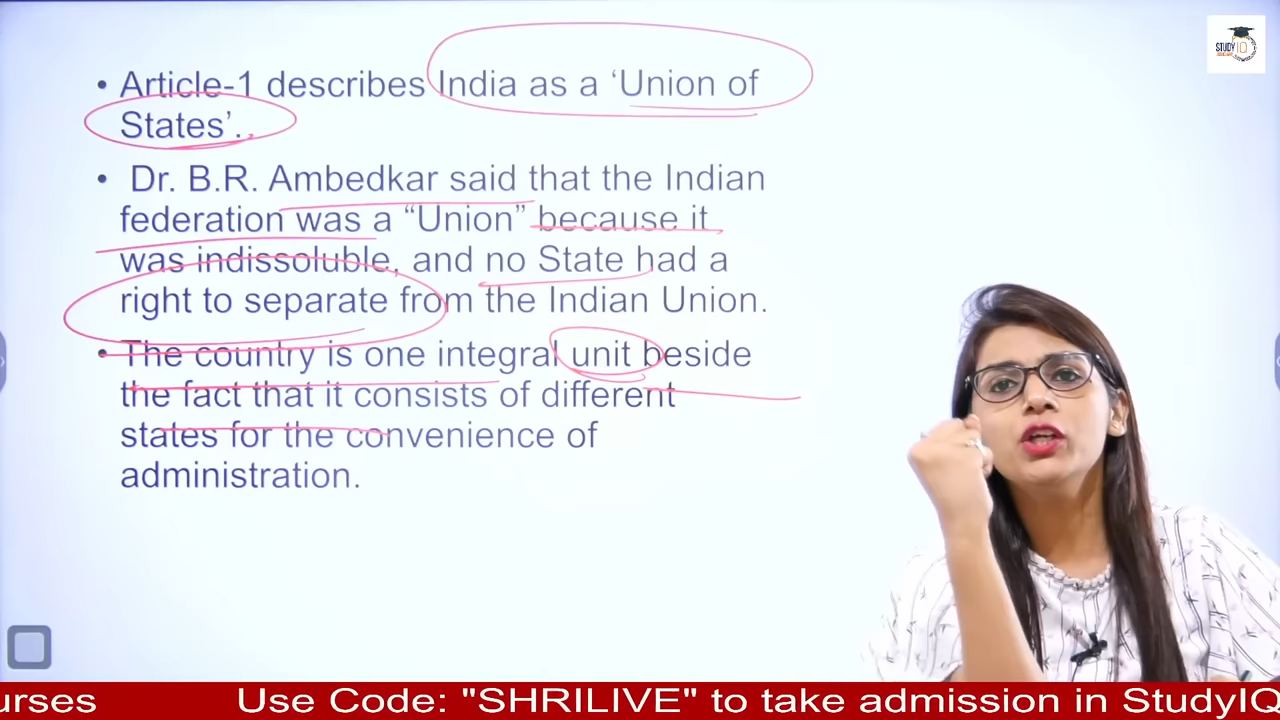 STUDY IQ
• Article-1 describes India as a ‘Union of
States’..
• Dr. B.R. Ambedkar said that the Indian
federation was a “Union” because it
was indissoluble, and no State had a
right to separate from the Indian Union.
• The country is one integral unit beside
the fact that it consists of different
states for the convenience of
administration.
urses Use Code: "SHRILIVE" to take admission in StudyIQ